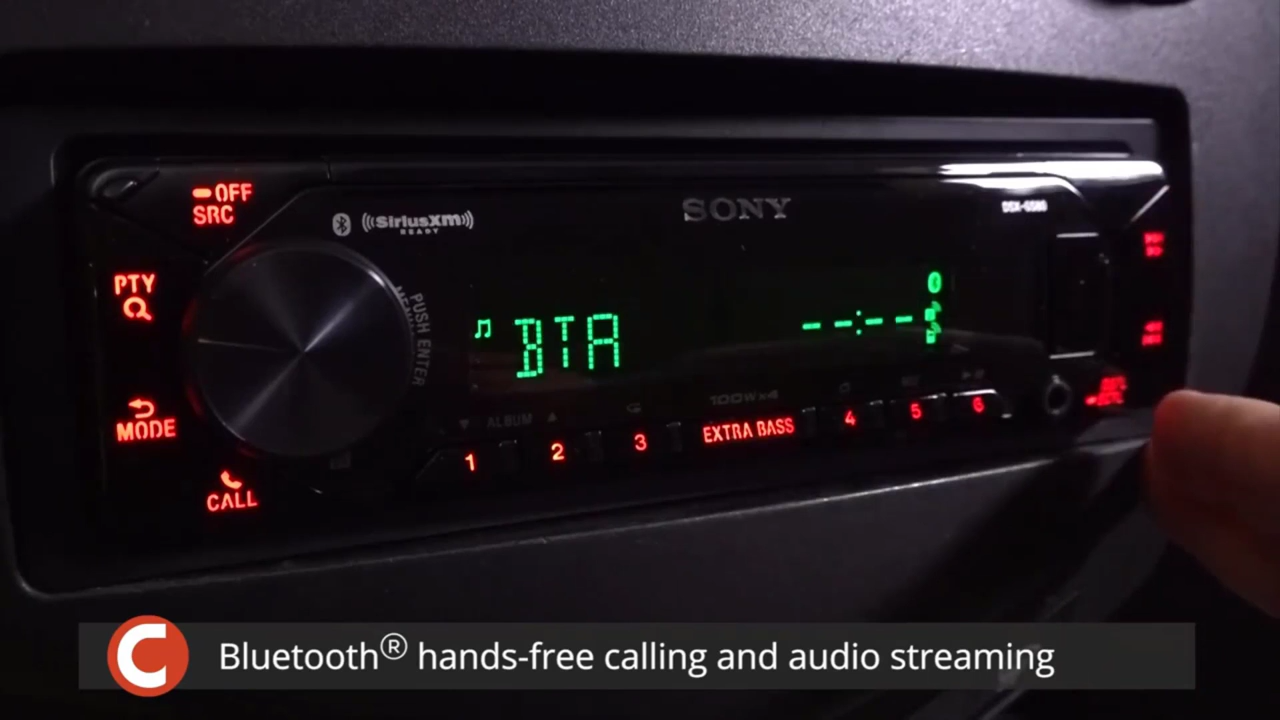 OFF
SRC
((SiriusXm))
READY
SONY
PTY
PUSH ENTER
MENU
BTA
--:--
MODE
100W×4
ALBUM
1 2 3 EXTRA BASS 4 5 6
CALL
C Bluetooth® hands-free calling and audio streaming